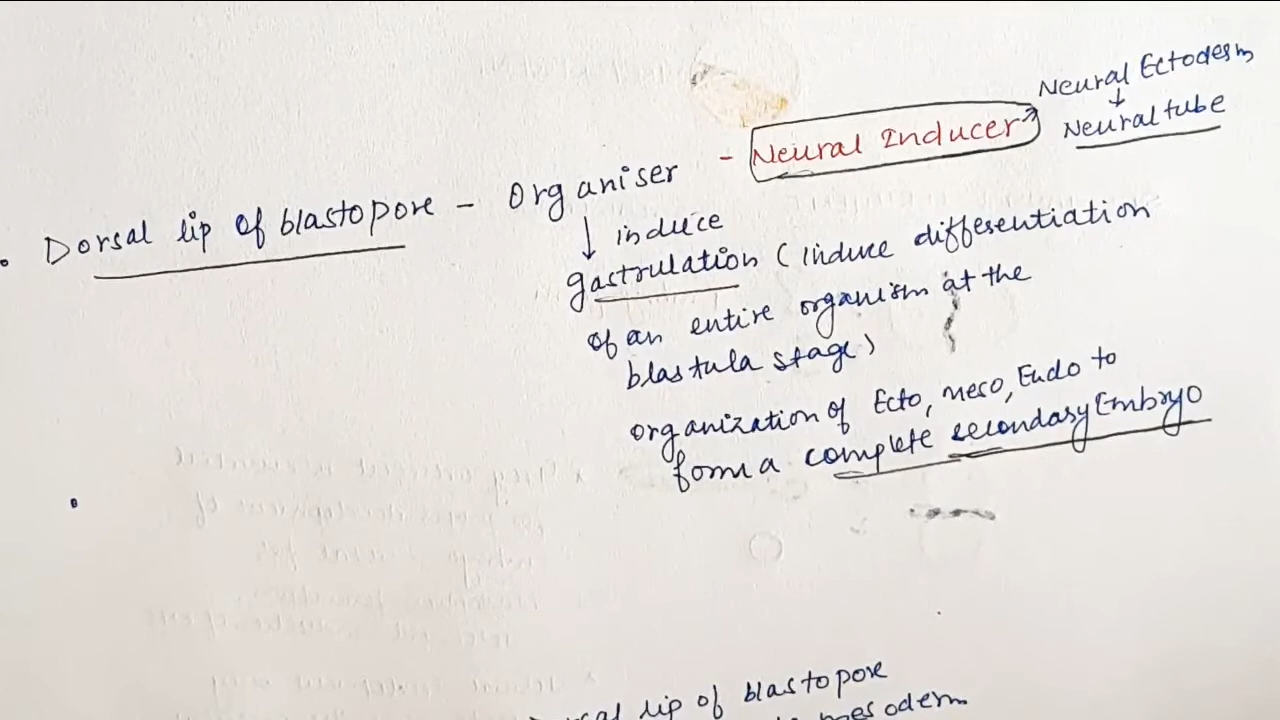 Neural Ectoderm
↓
Neural tube
• Dorsal lip of blastopore - Organiser - Neural Inducer
↓ induce
gastrulation (induce differentiation
of an entire organism at the
blastula stage)
organization of Ecto, meso, Endo to
form a complete secondary Embryo
lip of blastopore
mesoderm